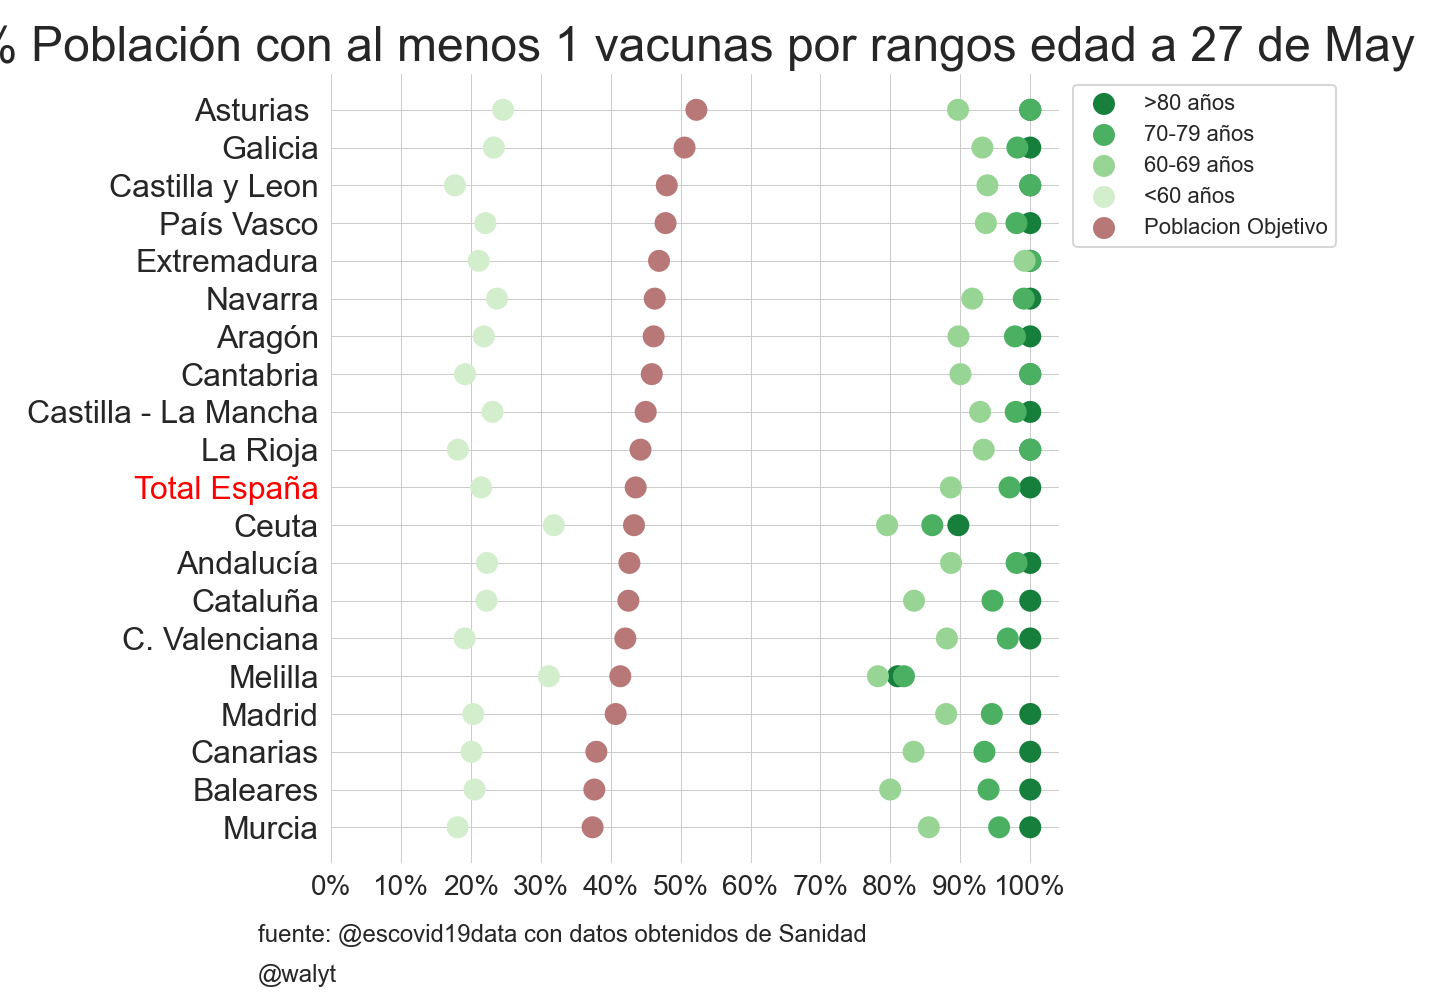 % Población con al menos 1 vacunas por rangos edad a 27 de May
>80 años
70-79 años
60-69 años
<60 años
Poblacion Objetivo
Asturias
Galicia
Castilla y Leon
País Vasco
Extremadura
Navarra
Aragón
Cantabria
Castilla - La Mancha
La Rioja
Total España
Ceuta
Andalucía
Cataluña
C. Valenciana
Melilla
Madrid
Canarias
Baleares
Murcia
0% 10% 20% 30% 40% 50% 60% 70% 80% 90% 100%
fuente: @escovid19data con datos obtenidos de Sanidad
@walyt